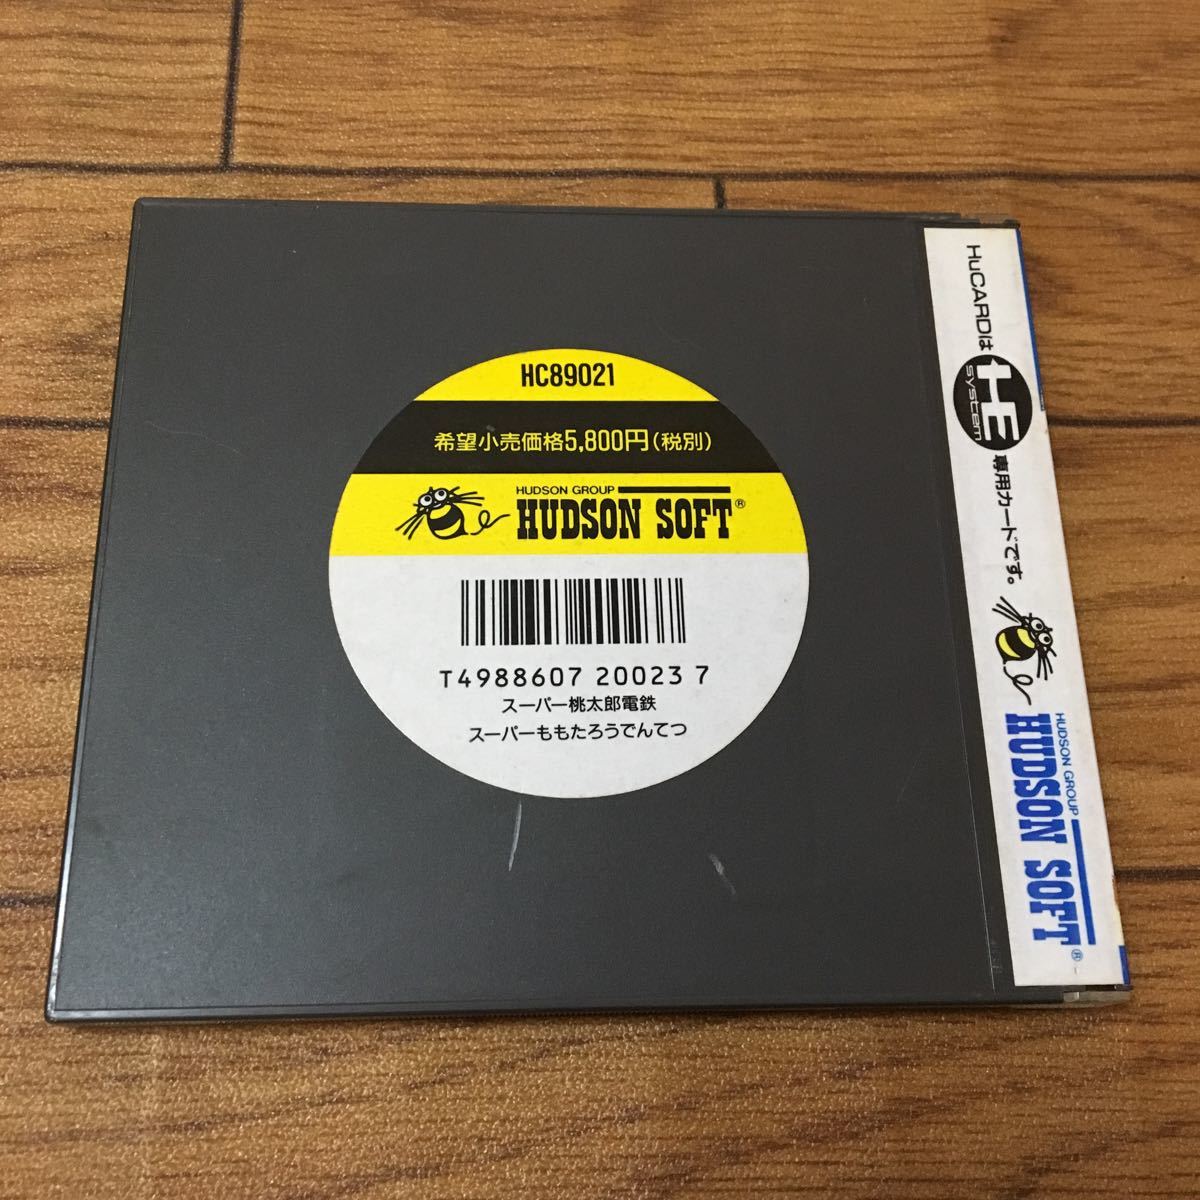 HC89021
希望小売価格5,800円(税別)
HUDSON GROUP
HUDSON SOFT®
T4988607 20023 7
スーパー桃太郎電鉄
スーパーももたろうでんてつ
HuCARDは HE system 専用カードです。
HUDSON GROUP
HUDSON SOFT®